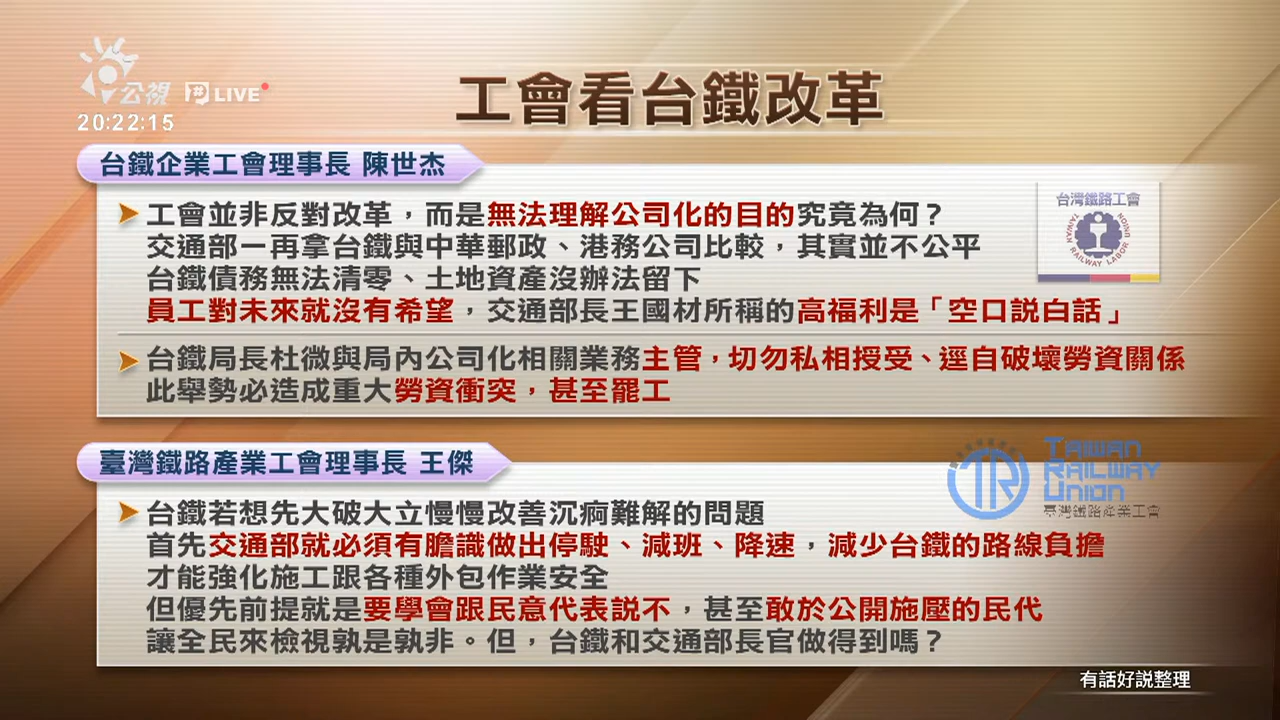 公視
LIVE
20:22:15
工會看台鐵改革
台鐵企業工會理事長 陳世杰
工會並非反對改革，而是無法理解公司化的目的究竟為何？
交通部一再拿台鐵與中華郵政、港務公司比較，其實並不公平
台鐵債務無法清零、土地資產沒辦法留下
員工對未來就沒有希望，交通部長王國材所稱的高福利是「空口說白話」
台灣鐵路工會
TAIWAN RAILWAY LABOR UNION
台鐵局長杜微與局內公司化相關業務主管，切勿私相授受、逕自破壞勞資關係
此舉勢必造成重大勞資衝突，甚至罷工
臺灣鐵路產業工會理事長 王傑
TR
TAIWAN
RAILWAY
UNION
臺灣鐵路產業工會
台鐵若想先大破大立慢慢改善沉痾難解的問題
首先交通部就必須有膽識做出停駛、減班、降速，減少台鐵的路線負擔
才能強化施工跟各種外包作業安全
但優先前提就是要學會跟民意代表說不，甚至敢於公開施壓的民代
讓全民來檢視孰是孰非。但，台鐵和交通部長官做得到嗎？
有話好說整理